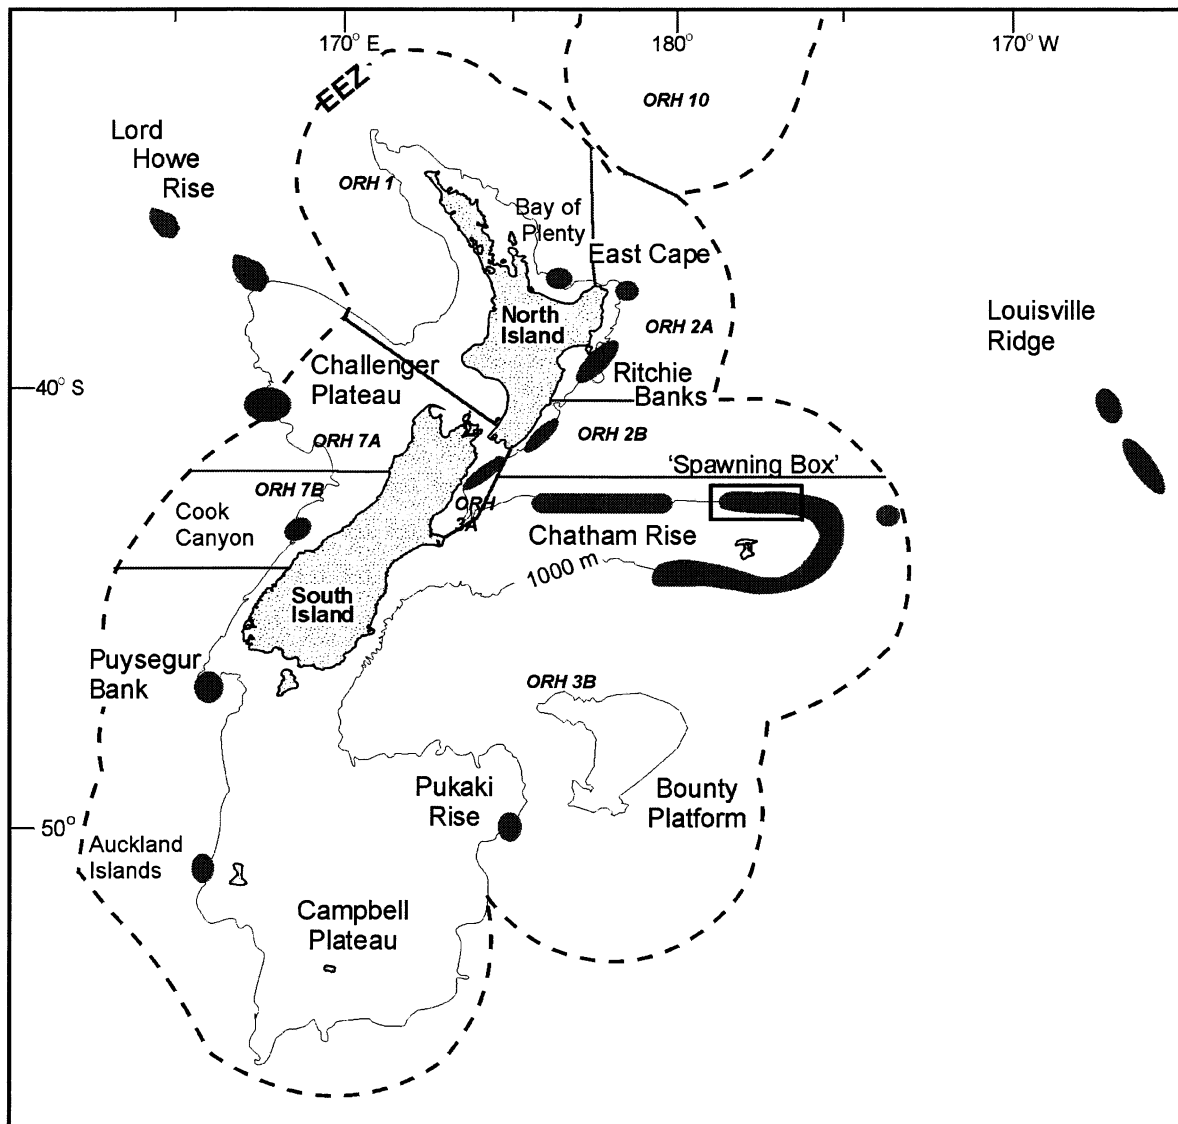 170° E
180°
170° W
EEZ
ORH 10
Lord
Howe
Rise
ORH 1
Bay of
Plenty
East Cape
North
Island
ORH 2A
Louisville
Ridge
Challenger
Plateau
Ritchie
Banks
40° S
ORH 7A
ORH 2B
'Spawning Box'
ORH 7B
ORH
3A
Cook
Canyon
Chatham Rise
1000 m
South
Island
Puysegur
Bank
ORH 3B
Pukaki
Rise
Bounty
Platform
50°
Auckland
Islands
Campbell
Plateau